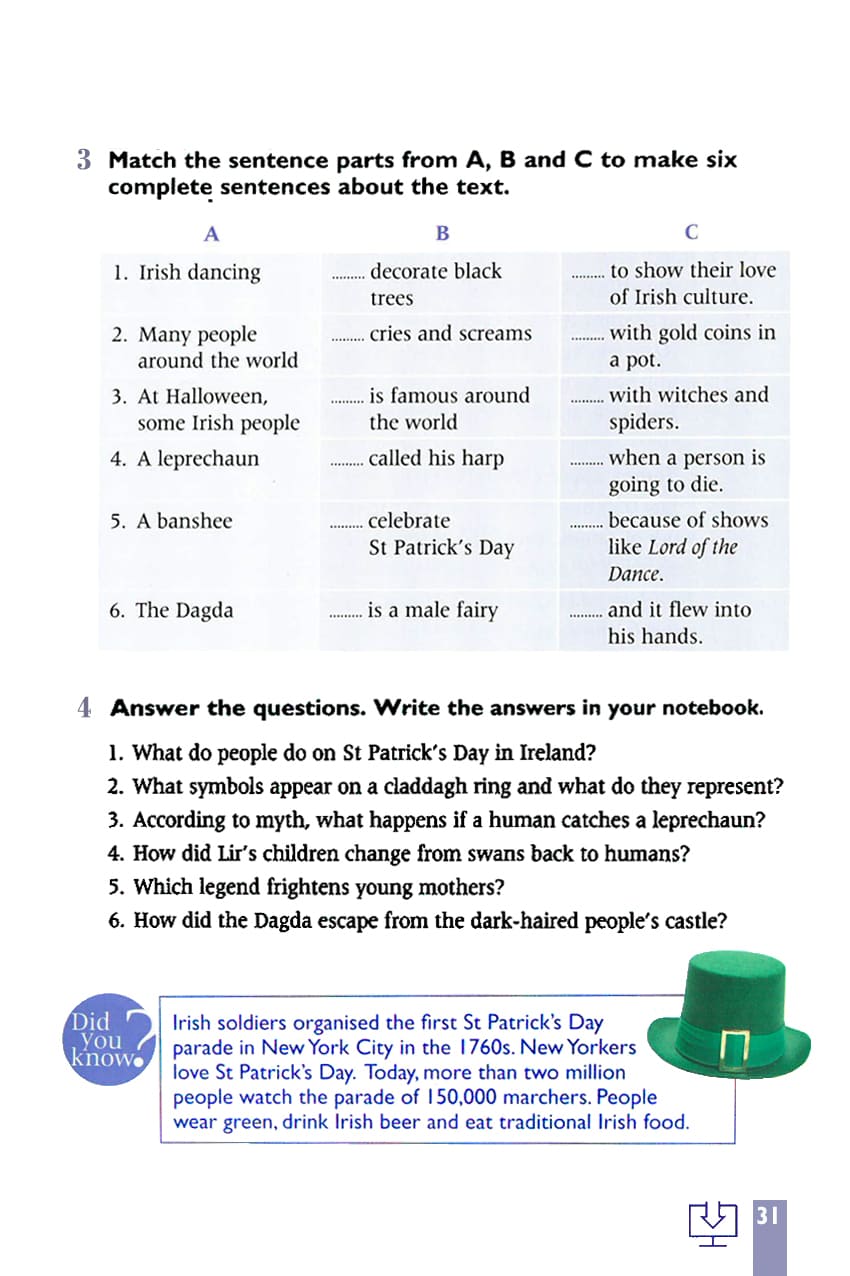 3 Match the sentence parts from A, B and C to make six
complete sentences about the text.
A B C
1. Irish dancing ......... decorate black ......... to show their love
trees of Irish culture.
2. Many people ......... cries and screams ......... with gold coins in
around the world a pot.
3. At Halloween, ......... is famous around ......... with witches and
some Irish people the world spiders.
4. A leprechaun ......... called his harp ......... when a person is
going to die.
5. A banshee ......... celebrate ......... because of shows
St Patrick's Day like Lord of the
Dance.
6. The Dagda ......... is a male fairy ......... and it flew into
his hands.
4 Answer the questions. Write the answers in your notebook.
1. What do people do on St Patrick's Day in Ireland?
2. What symbols appear on a claddagh ring and what do they represent?
3. According to myth, what happens if a human catches a leprechaun?
4. How did Lir's children change from swans back to humans?
5. Which legend frightens young mothers?
6. How did the Dagda escape from the dark-haired people's castle?
Did
You
know?
Irish soldiers organised the first St Patrick's Day
parade in New York City in the 1760s. New Yorkers
love St Patrick's Day. Today, more than two million
people watch the parade of 150,000 marchers. People
wear green, drink Irish beer and eat traditional Irish food.
31